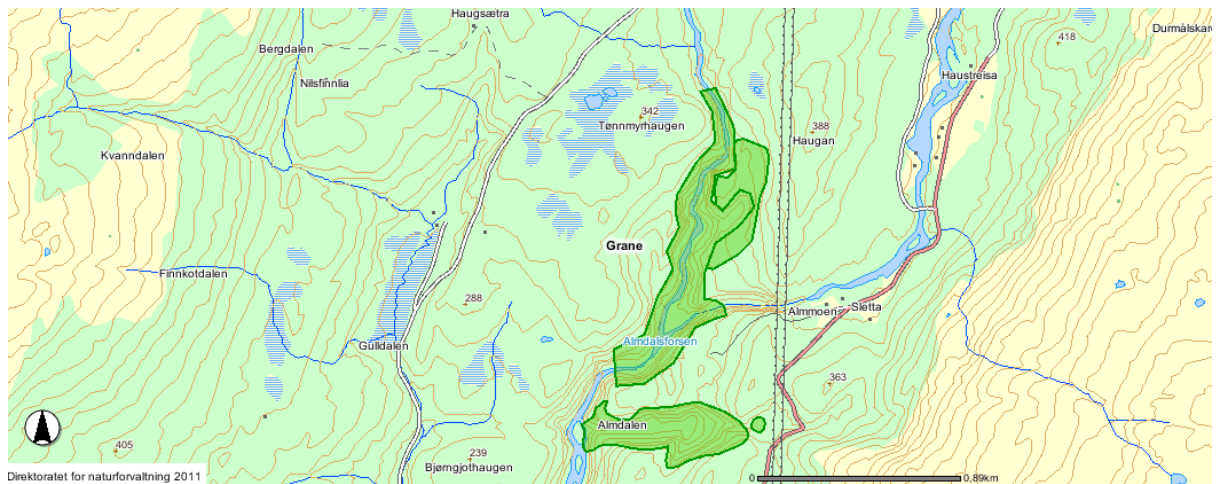 Haugsætra
Durmålskar
418
Bergdalen
Haustreisa
Nilsfinnlia
342
Tønnmyrhaugen
388
Haugan
Kvanndalen
Grane
Finnkotdalen
288
Almmoen
Sletta
Gulldalen
Almdalsforsen
363
Almdalen
405
239
Bjørngjothaugen
Direktoratet for naturforvaltning 2011
0
0,89km